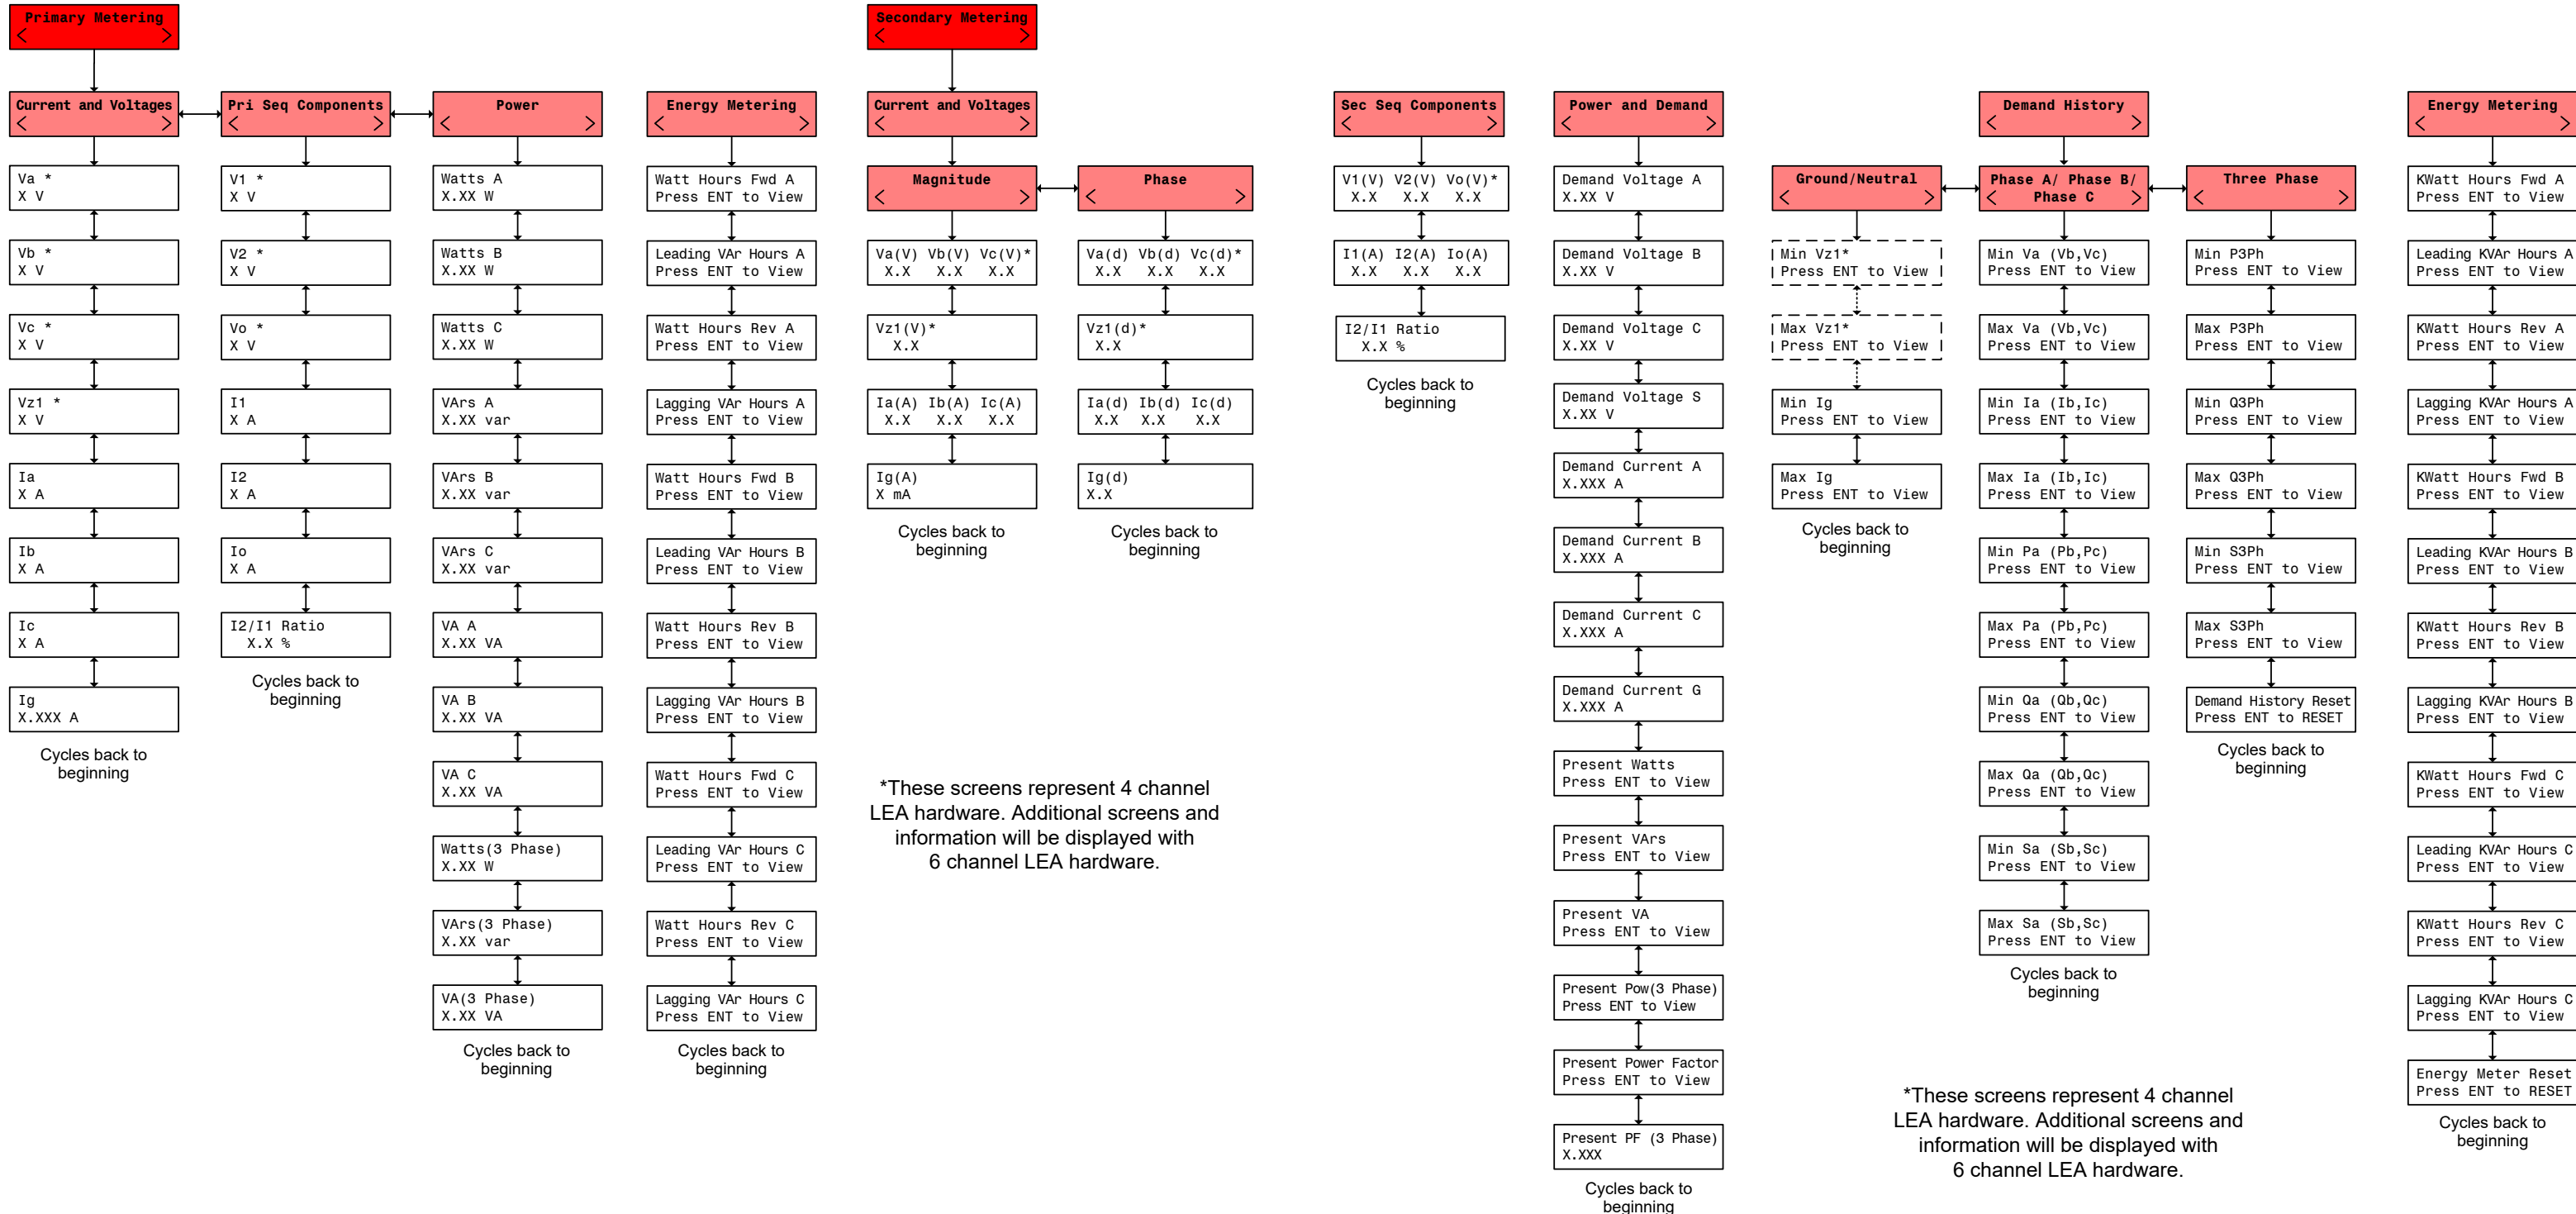 Primary Metering
< >
Current and Voltages
< >
Va *
X V
Vb *
X V
Vc *
X V
Vz1 *
X V
Ia
X A
Ib
X A
Ic
X A
Ig
X.XXX A
Cycles back to
beginning
Pri Seq Components
< >
V1 *
X V
V2 *
X V
Vo *
X V
I1
X A
I2
X A
Io
X A
I2/I1 Ratio
X.X %
Cycles back to
beginning
Power
< >
Watts A
X.XX W
Watts B
X.XX W
Watts C
X.XX W
VArs A
X.XX var
VArs B
X.XX var
VArs C
X.XX var
VA A
X.XX VA
VA B
X.XX VA
VA C
X.XX VA
Watts(3 Phase)
X.XX W
VArs(3 Phase)
X.XX var
VA(3 Phase)
X.XX VA
Cycles back to
beginning
Energy Metering
< >
Watt Hours Fwd A
Press ENT to View
Leading VAr Hours A
Press ENT to View
Watt Hours Rev A
Press ENT to View
Lagging VAr Hours A
Press ENT to View
Watt Hours Fwd B
Press ENT to View
Leading VAr Hours B
Press ENT to View
Watt Hours Rev B
Press ENT to View
Lagging VAr Hours B
Press ENT to View
Watt Hours Fwd C
Press ENT to View
Leading VAr Hours C
Press ENT to View
Watt Hours Rev C
Press ENT to View
Lagging VAr Hours C
Press ENT to View
Cycles back to
beginning
Secondary Metering
< >
Current and Voltages
< >
Magnitude
< >
Va(V) Vb(V) Vc(V)*
X.X X.X X.X
Vz1(V)*
X.X
Ia(A) Ib(A) Ic(A)
X.X X.X X.X
Ig(A)
X mA
Cycles back to
beginning
Phase
< >
Va(d) Vb(d) Vc(d)*
X.X X.X X.X
Vz1(d)*
X.X
Ia(d) Ib(d) Ic(d)
X.X X.X X.X
Ig(d)
X.X
Cycles back to
beginning
*These screens represent 4 channel
LEA hardware. Additional screens and
information will be displayed with
6 channel LEA hardware.
Sec Seq Components
< >
V1(V) V2(V) Vo(V)*
X.X X.X X.X
I1(A) I2(A) Io(A)
X.X X.X X.X
I2/I1 Ratio
X.X %
Cycles back to
beginning
Power and Demand
< >
Demand Voltage A
X.XX V
Demand Voltage B
X.XX V
Demand Voltage C
X.XX V
Demand Voltage S
X.XX V
Demand Current A
X.XXX A
Demand Current B
X.XXX A
Demand Current C
X.XXX A
Demand Current G
X.XXX A
Present Watts
Press ENT to View
Present VArs
Press ENT to View
Present VA
Press ENT to View
Present Pow(3 Phase)
Press ENT to View
Present Power Factor
Press ENT to View
Present PF (3 Phase)
X.XXX
Cycles back to
beginning
Demand History
< >
Ground/Neutral
< >
Min Vz1*
Press ENT to View
Max Vz1*
Press ENT to View
Min Ig
Press ENT to View
Max Ig
Press ENT to View
Cycles back to
beginning
Phase A/ Phase B/
< Phase C >
Min Va (Vb,Vc)
Press ENT to View
Max Va (Vb,Vc)
Press ENT to View
Min Ia (Ib,Ic)
Press ENT to View
Max Ia (Ib,Ic)
Press ENT to View
Min Pa (Pb,Pc)
Press ENT to View
Max Pa (Pb,Pc)
Press ENT to View
Min Qa (Qb,Qc)
Press ENT to View
Max Qa (Qb,Qc)
Press ENT to View
Min Sa (Sb,Sc)
Press ENT to View
Max Sa (Sb,Sc)
Press ENT to View
Cycles back to
beginning
Three Phase
< >
Min P3Ph
Press ENT to View
Max P3Ph
Press ENT to View
Min Q3Ph
Press ENT to View
Max Q3Ph
Press ENT to View
Min S3Ph
Press ENT to View
Max S3Ph
Press ENT to View
Demand History Reset
Press ENT to RESET
Cycles back to
beginning
*These screens represent 4 channel
LEA hardware. Additional screens and
information will be displayed with
6 channel LEA hardware.
Energy Metering
< >
KWatt Hours Fwd A
Press ENT to View
Leading KVAr Hours A
Press ENT to View
KWatt Hours Rev A
Press ENT to View
Lagging KVAr Hours A
Press ENT to View
KWatt Hours Fwd B
Press ENT to View
Leading KVAr Hours B
Press ENT to View
KWatt Hours Rev B
Press ENT to View
Lagging KVAr Hours B
Press ENT to View
KWatt Hours Fwd C
Press ENT to View
Leading KVAr Hours C
Press ENT to View
KWatt Hours Rev C
Press ENT to View
Lagging KVAr Hours C
Press ENT to View
Energy Meter Reset
Press ENT to RESET
Cycles back to
beginning